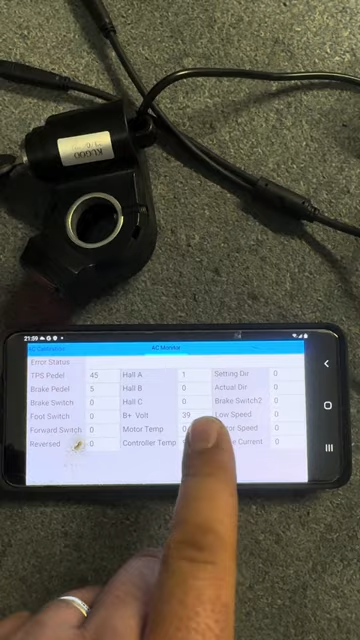 KUGOO
21:59
AC Monitor
Error Status
TPS Pedel 45 Hall A 1 Setting Dir 0
Brake Pedel 5 Hall B 0 Actual Dir 0
Brake Switch 0 Hall C 0 Brake Switch2 0
Foot Switch 0 B+ Volt 39 Low Speed 0
Forward Switch 0 Motor Temp 0 Speed 0
Reversed 0 Controller Temp Current 0